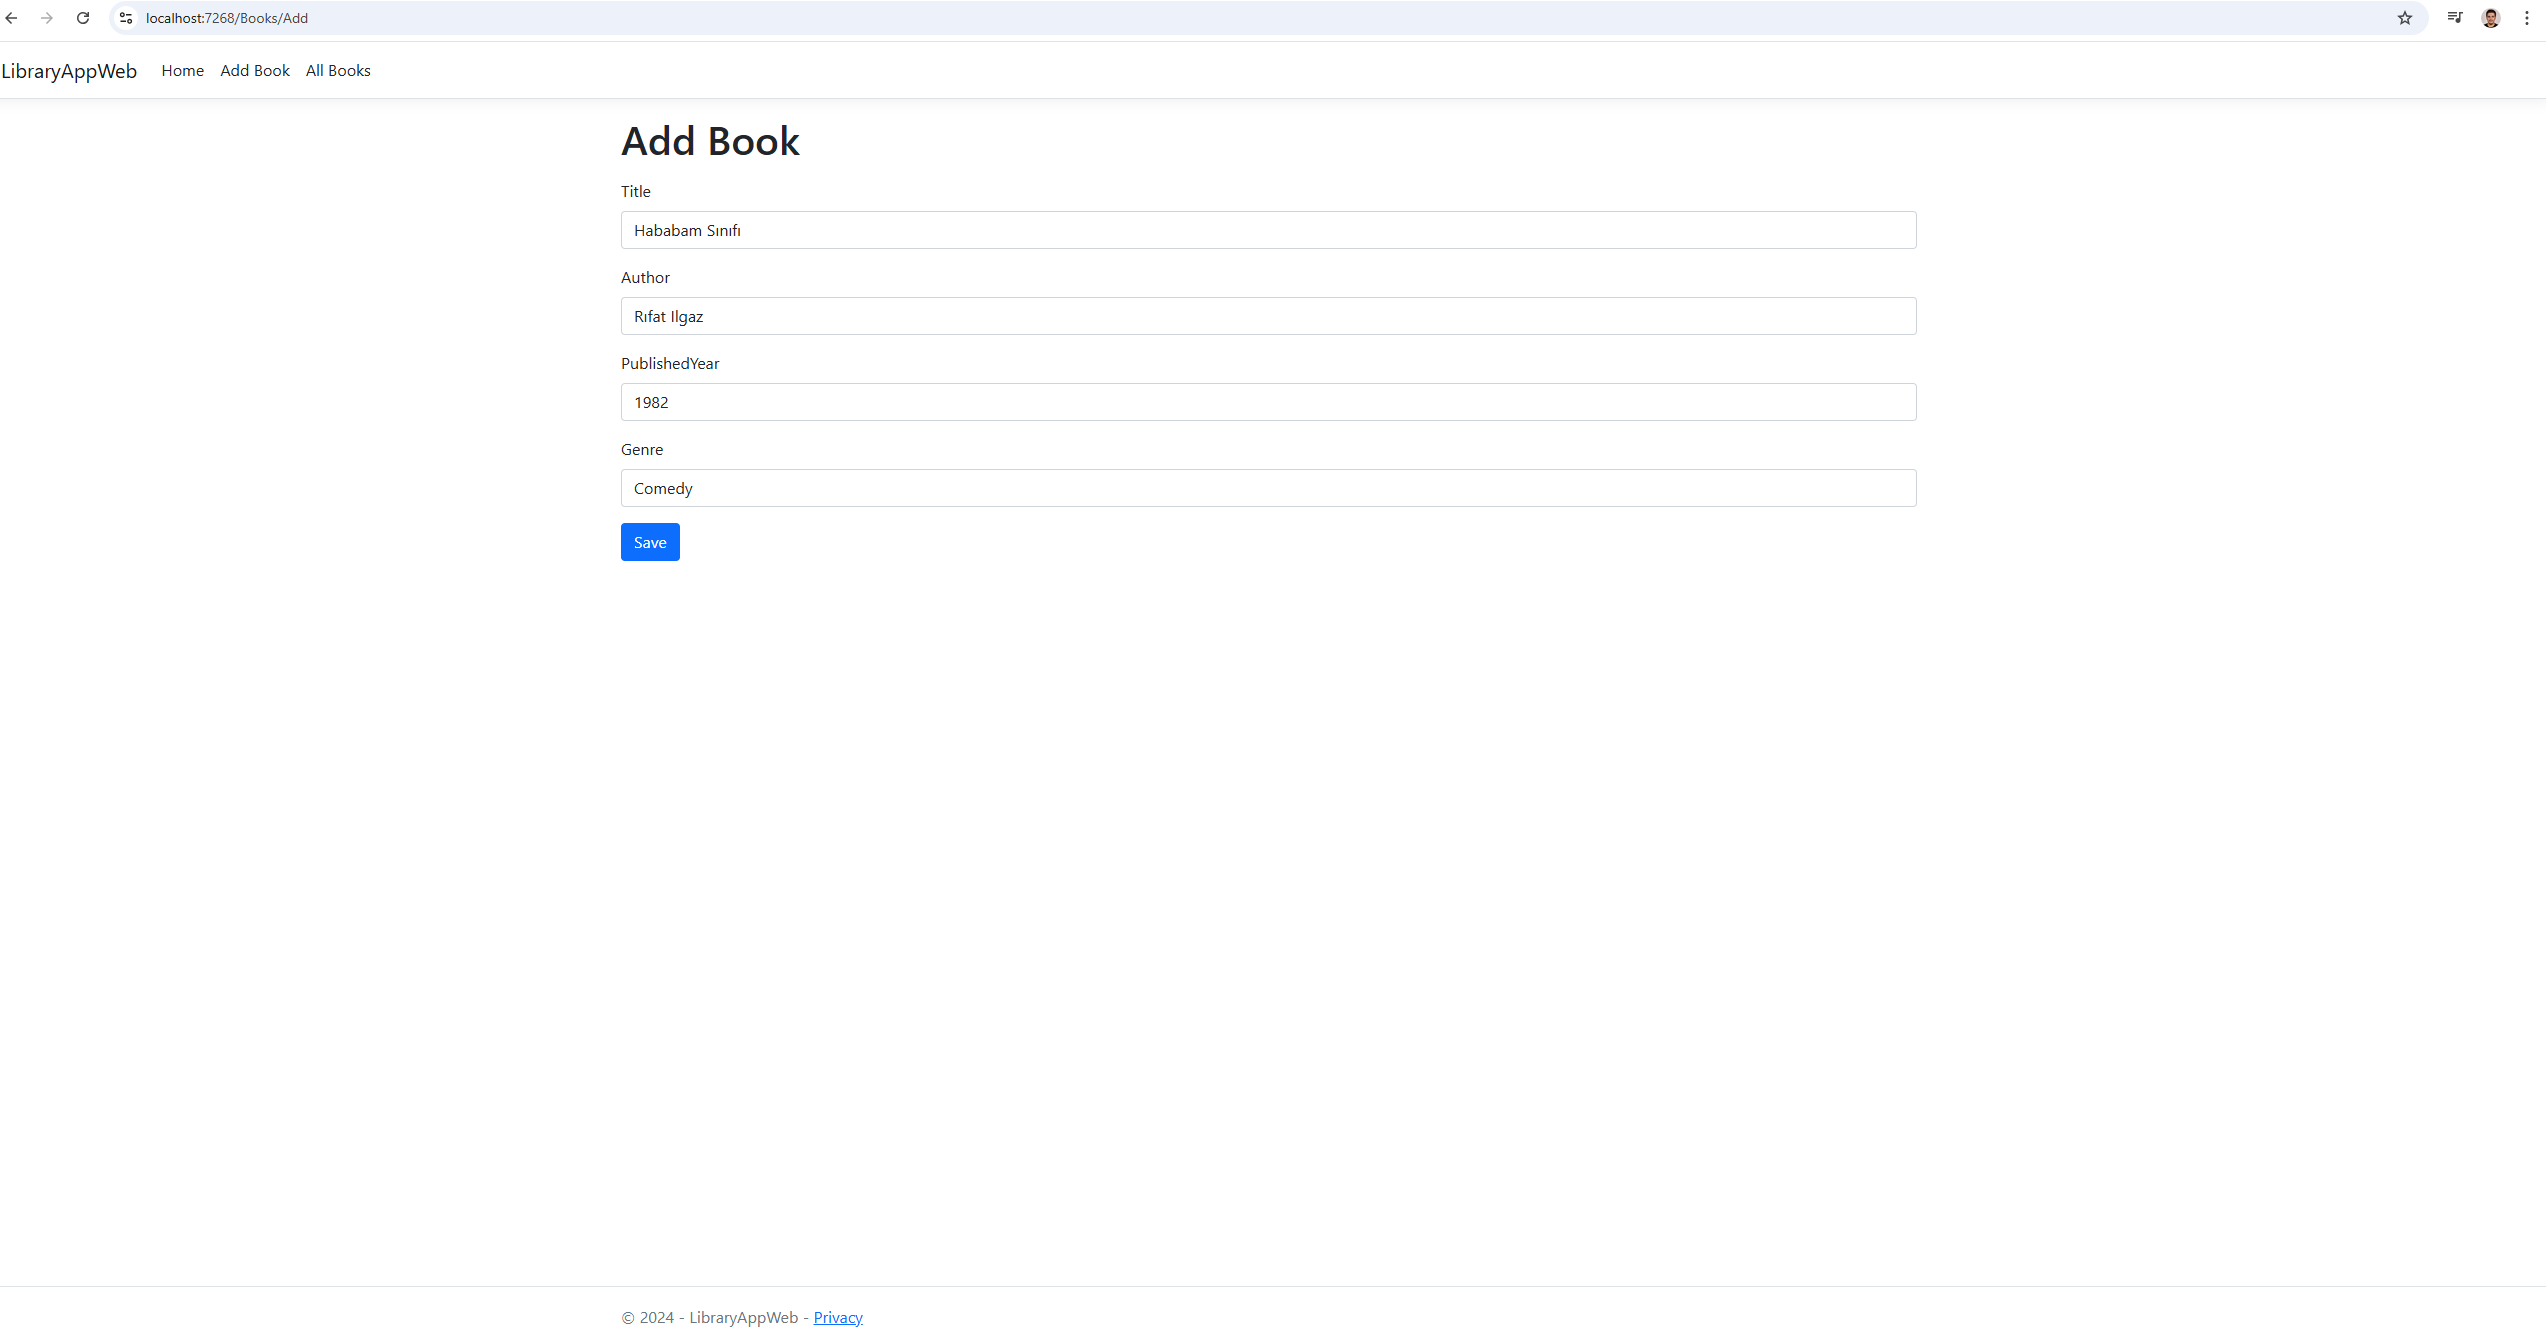 localhost:7268/Books/Add
LibraryAppWeb Home Add Book All Books
Add Book
Title
Hababam Sınıfı
Author
Rıfat Ilgaz
PublishedYear
1982
Genre
Comedy
Save
© 2024 - LibraryAppWeb - Privacy